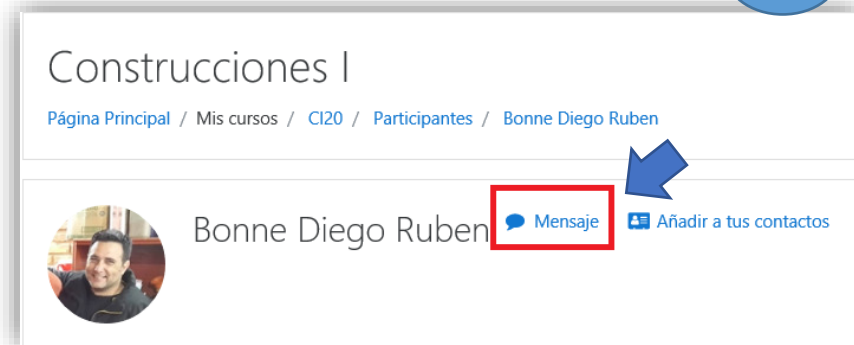 Construcciones I
Página Principal / Mis cursos / CI20 / Participantes / Bonne Diego Ruben
Bonne Diego Ruben Mensaje Añadir a tus contactos